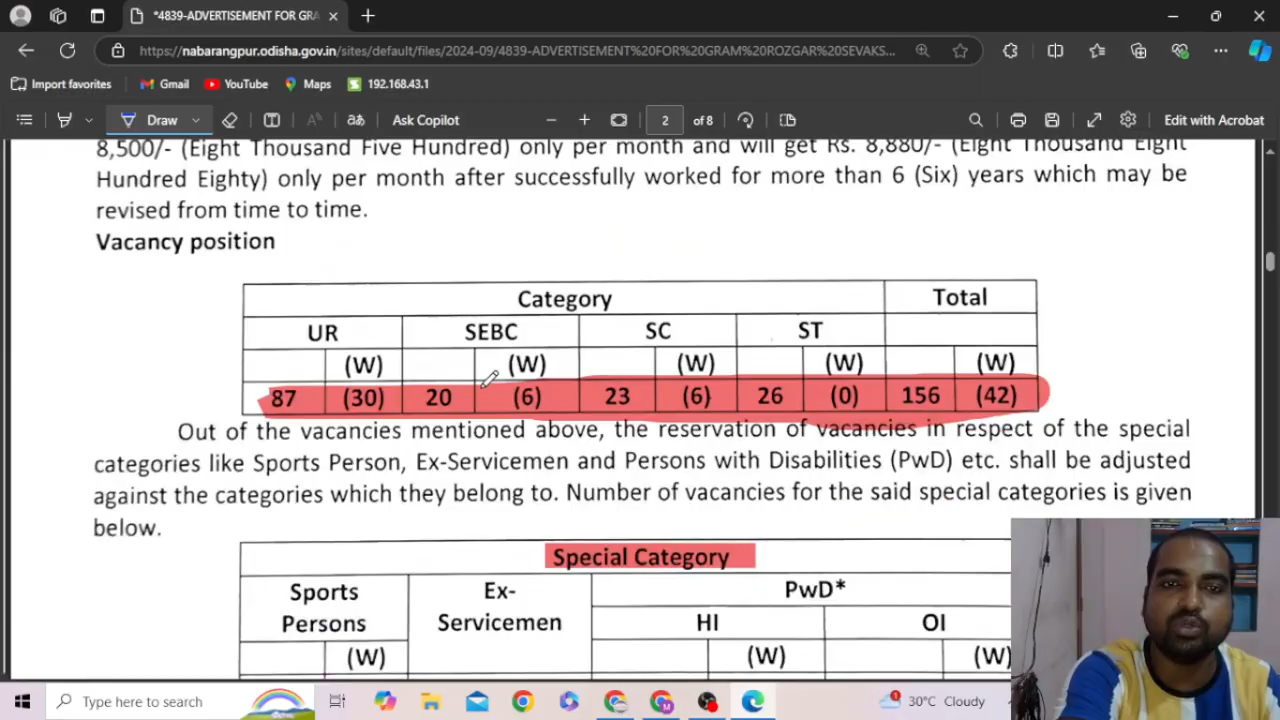 *4839-ADVERTISEMENT FOR GRA
https://nabarangpur.odisha.gov.in/sites/default/files/2024-09/4839-ADVERTISEMENT%20FOR%20GRAM%20ROZGAR%20SEVAKS...
Import favorites Gmail YouTube Maps 192.168.43.1
Draw Ask Copilot 2 of 8 Edit with Acrobat
8,500/- (Eight Thousand Five Hundred) only per month and will get Rs. 8,880/- (Eight Thousand Eight
Hundred Eighty) only per month after successfully worked for more than 6 (Six) years which may be
revised from time to time.
Vacancy position
Category Total
UR SEBC SC ST
(W) (W) (W) (W) (W)
87 (30) 20 (6) 23 (6) 26 (0) 156 (42)
Out of the vacancies mentioned above, the reservation of vacancies in respect of the special
categories like Sports Person, Ex-Servicemen and Persons with Disabilities (PwD) etc. shall be adjusted
against the categories which they belong to. Number of vacancies for the said special categories is given
below.
Special Category
Sports Persons Ex-Servicemen PwD*
HI OI
(W) (W) (W)
Type here to search 30°C Cloudy